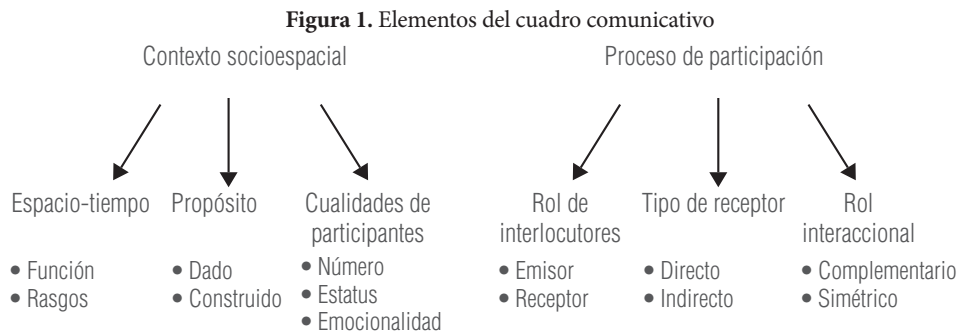 Figura 1. Elementos del cuadro comunicativo
Contexto socioespacial
Proceso de participación
Espacio-tiempo
• Función
• Rasgos
Propósito
• Dado
• Construido
Cualidades de
participantes
• Número
• Estatus
• Emocionalidad
Rol de
interlocutores
• Emisor
• Receptor
Tipo de receptor
• Directo
• Indirecto
Rol
interaccional
• Complementario
• Simétrico